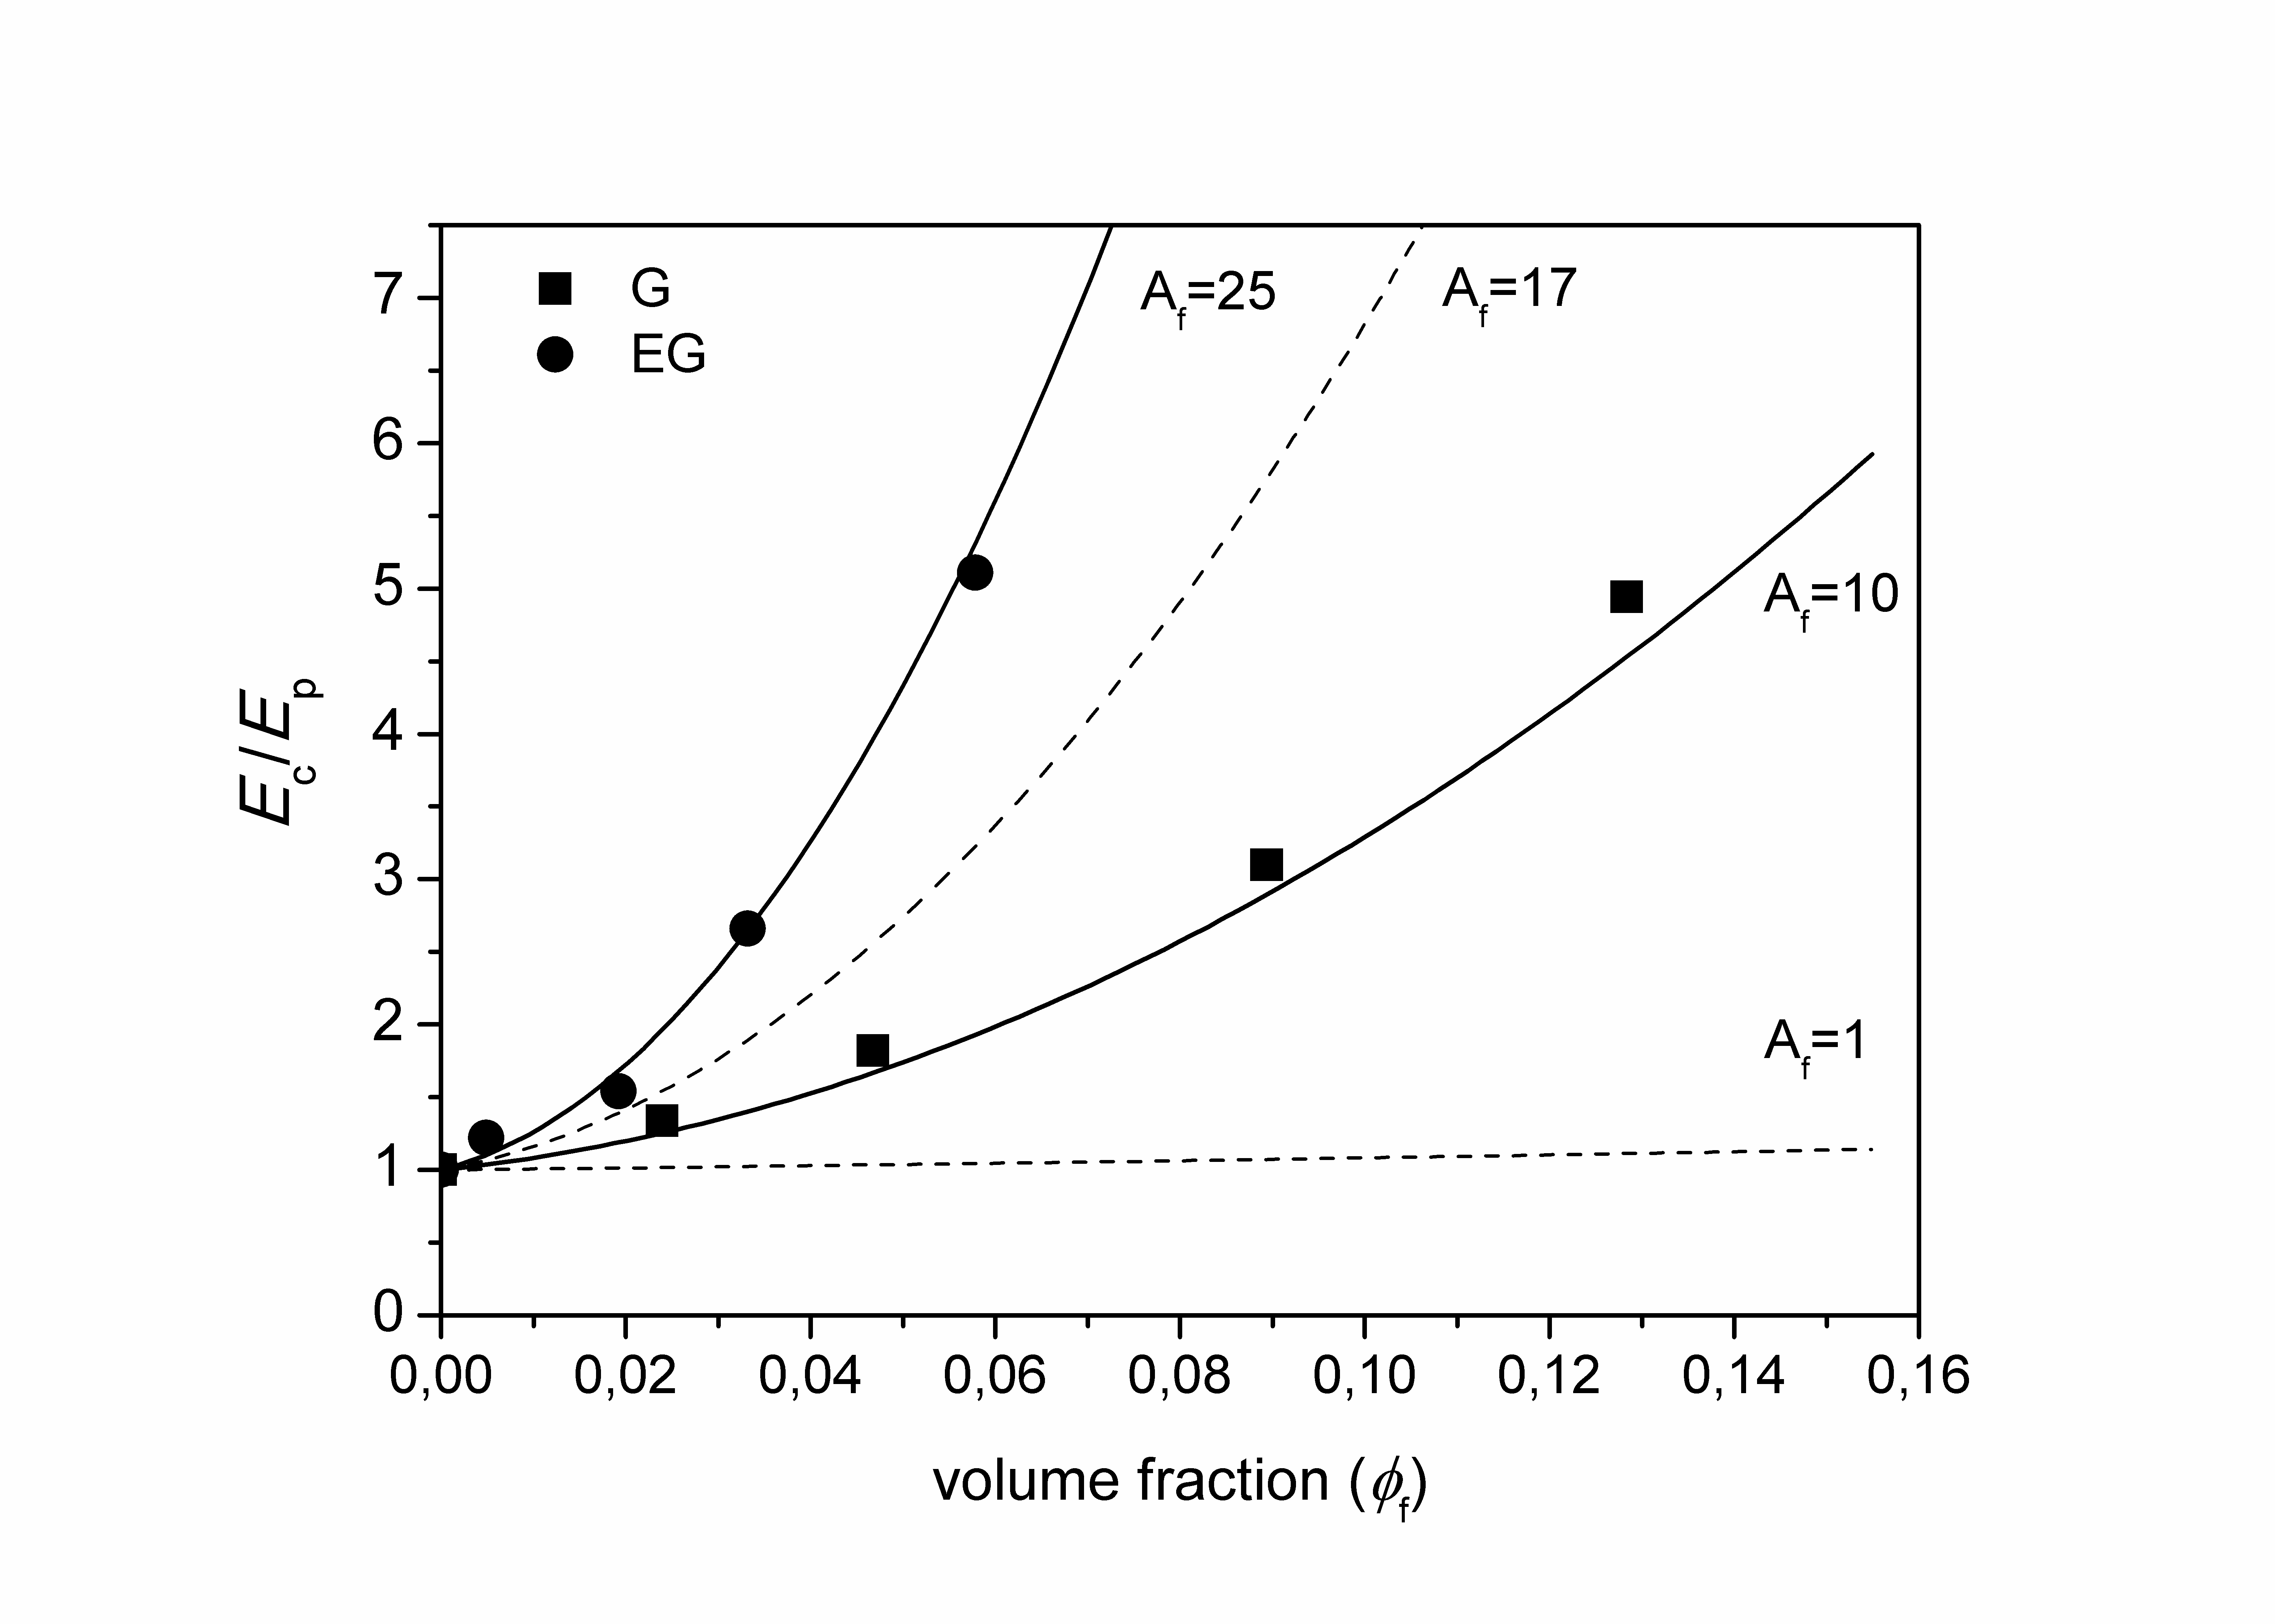 G
EG
A_f=25
A_f=17
A_f=10
A_f=1
7
6
5
4
3
2
1
0
E_c/E_p
0,00 0,02 0,04 0,06 0,08 0,10 0,12 0,14 0,16
volume fraction (ϕ_f)